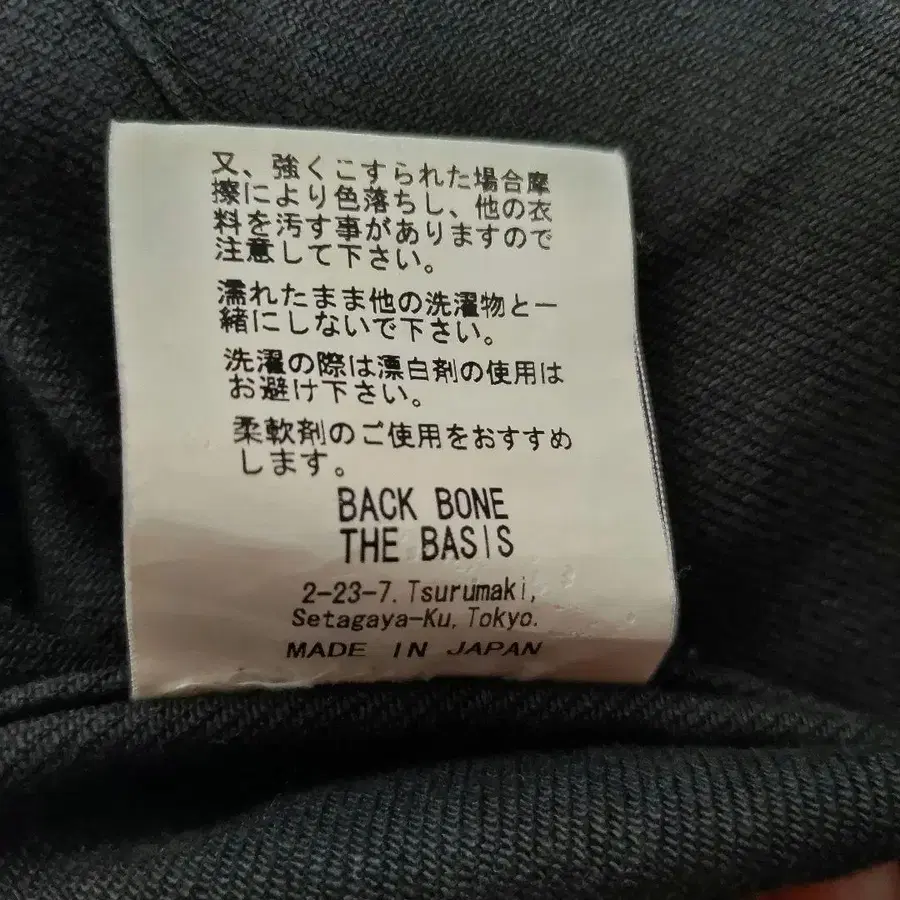 又、強くこすられた場合摩
擦により色落ちし、他の衣
料を汚す事がありますので
注意して下さい。
濡れたまま他の洗濯物と一
緒にしないで下さい。
洗濯の際は漂白剤の使用は
お避け下さい。
柔軟剤のご使用をおすすめ
します。
BACK BONE
THE BASIS
2-23-7. Tsurumaki,
Setagaya-Ku, Tokyo.
MADE IN JAPAN